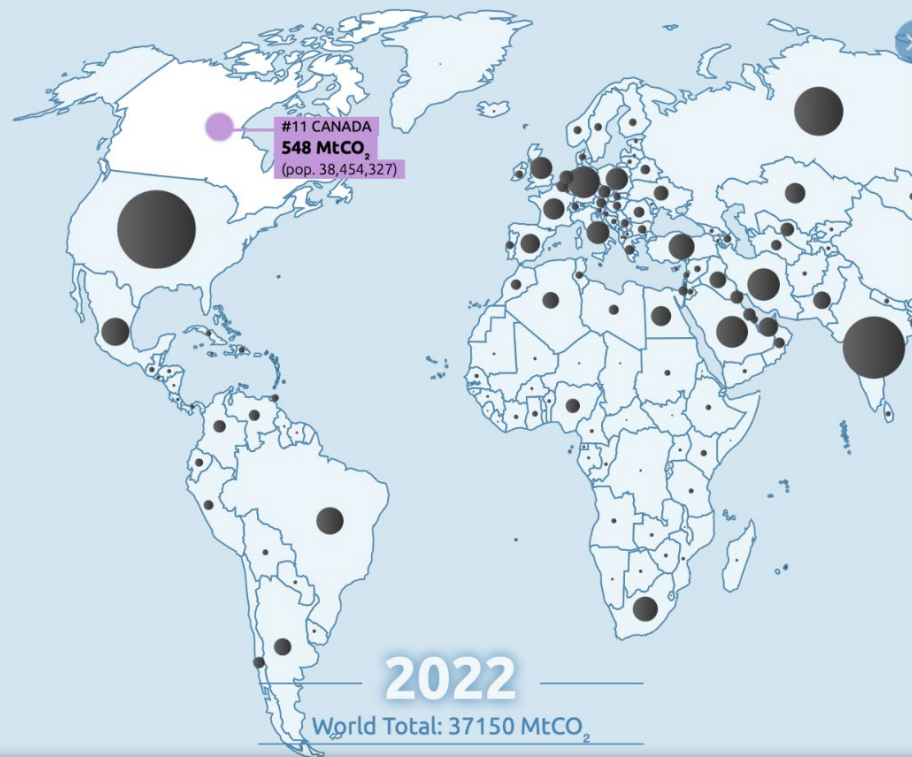 #11 CANADA
548 MtCO₂
(pop. 38,454,327)
2022
World Total: 37150 MtCO₂